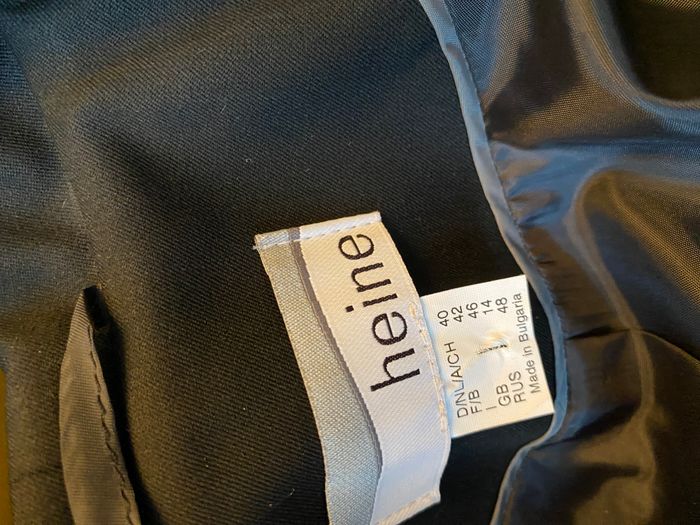 heine
D/NL/A/CH 40
F/B 42
I 46
GB 14
RUS 48
Made in Bulgaria